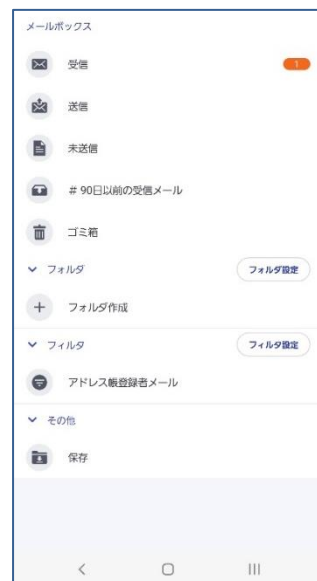 メールボックス
受信 1
送信
未送信
# 90日以前の受信メール
ゴミ箱
フォルダ フォルダ設定
フォルダ作成
フィルタ フィルタ設定
アドレス帳登録者メール
その他
保存